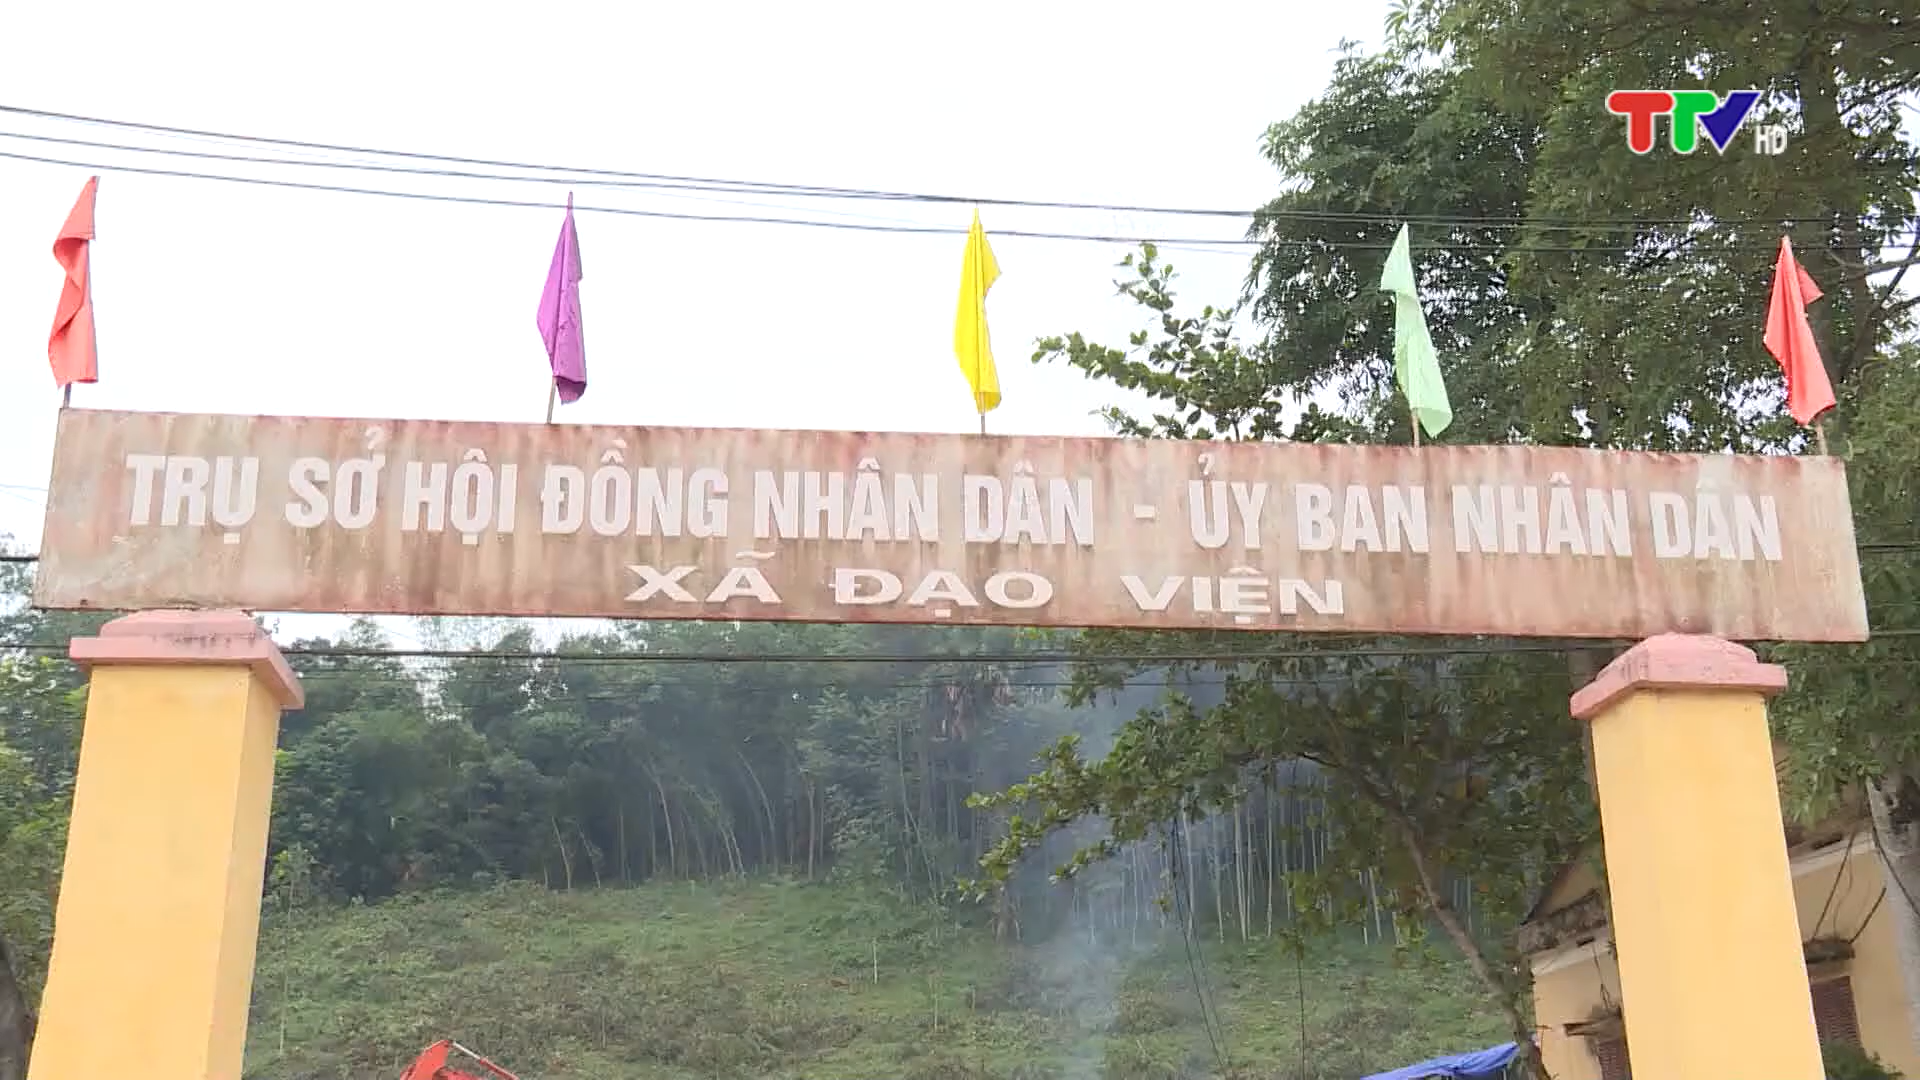 TTV HD
TRỤ SỞ HỘI ĐỒNG NHÂN DÂN - ỦY BAN NHÂN DÂN
XÃ ĐẠO VIỆN